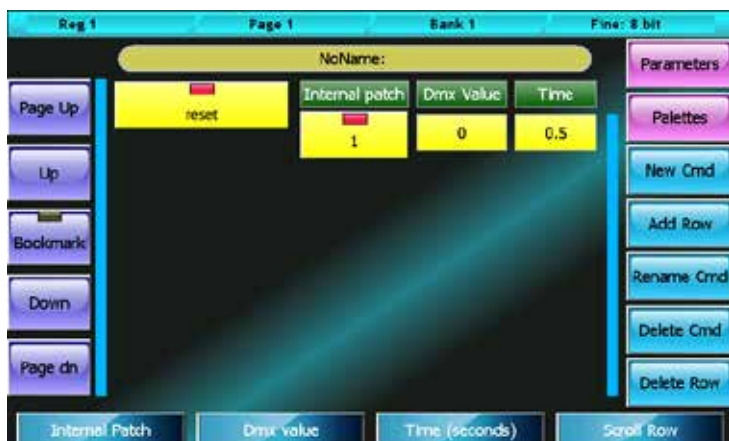 Reg 1 Page 1 Bank 1 Fine: 8 bit
NoName:
Parameters
Page Up
reset
Internal patch Dmx Value Time
1 0 0.5
Palettes
Up
New Cmd
Bookmark
Add Row
Rename Cmd
Down
Delete Cmd
Page dn
Delete Row
Internal Patch Dmx value Time (seconds) Scroll Row